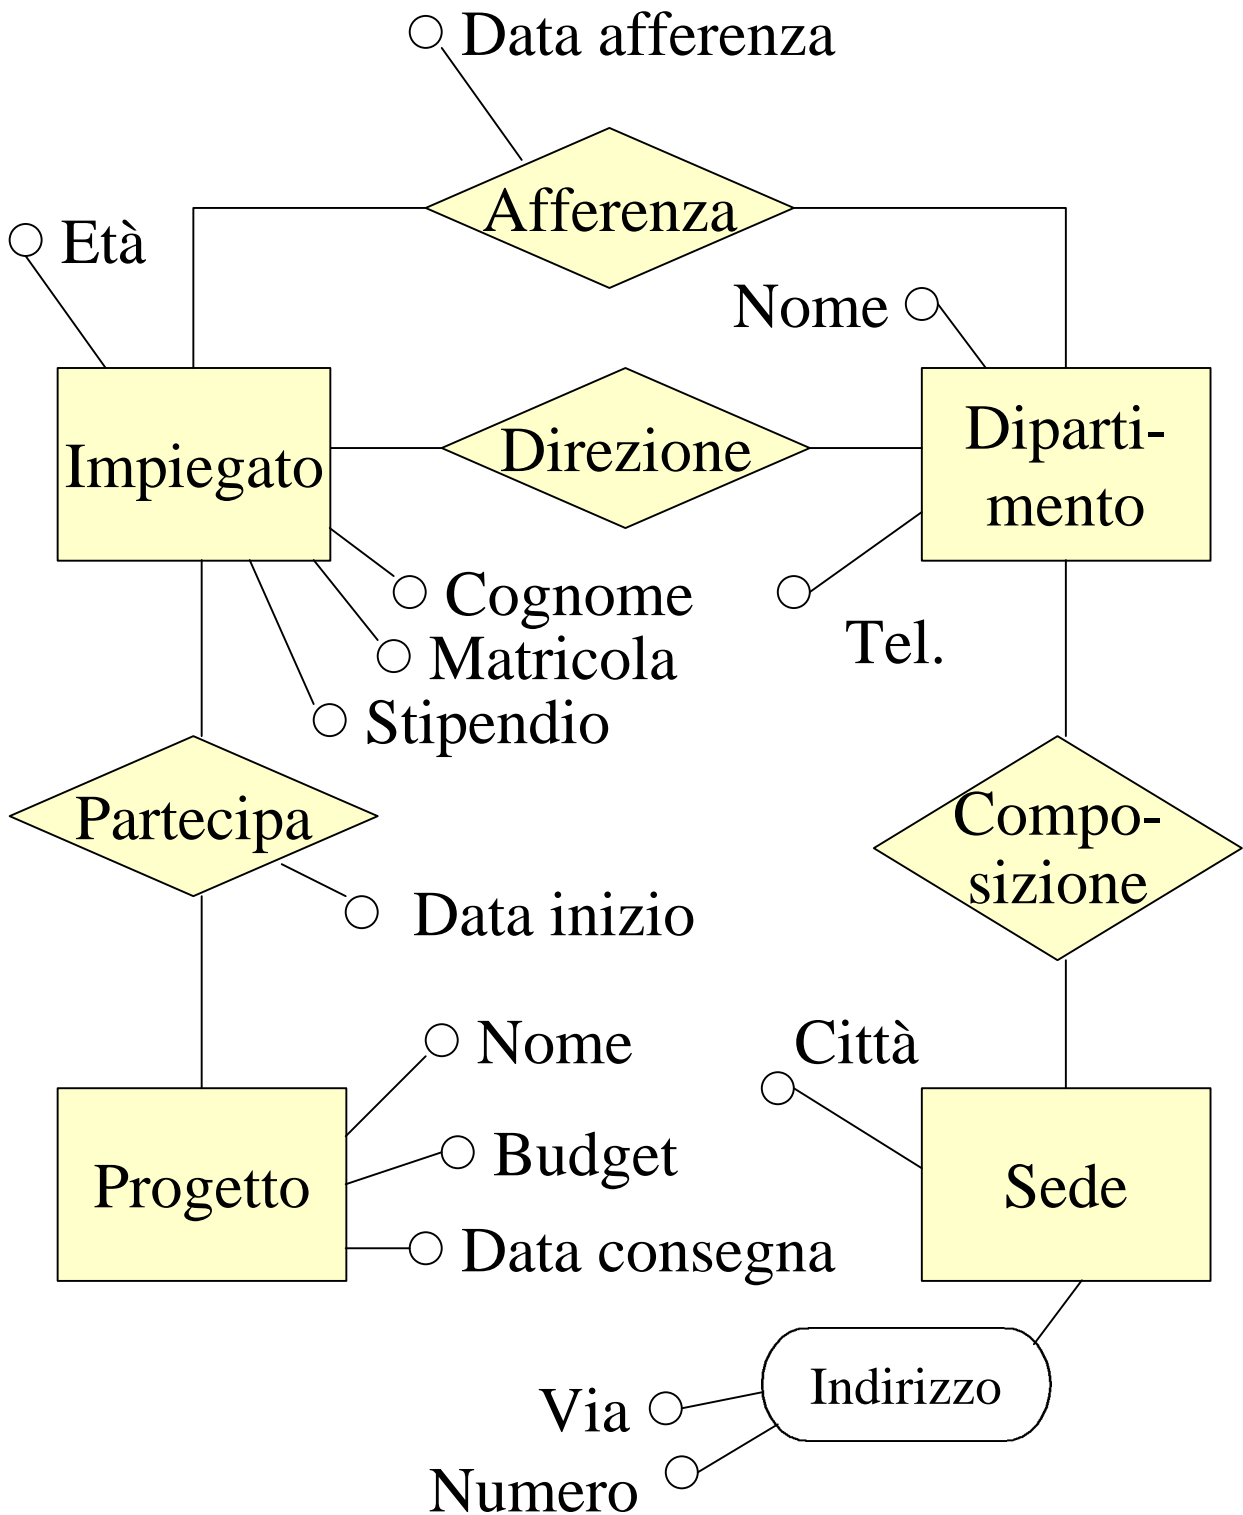 Data afferenza
Afferenza
Età
Nome
Impiegato
Direzione
Diparti-
mento
Cognome
Tel.
Matricola
Stipendio
Partecipa
Compo-
sizione
Data inizio
Nome
Città
Budget
Progetto
Sede
Data consegna
Indirizzo
Via
Numero